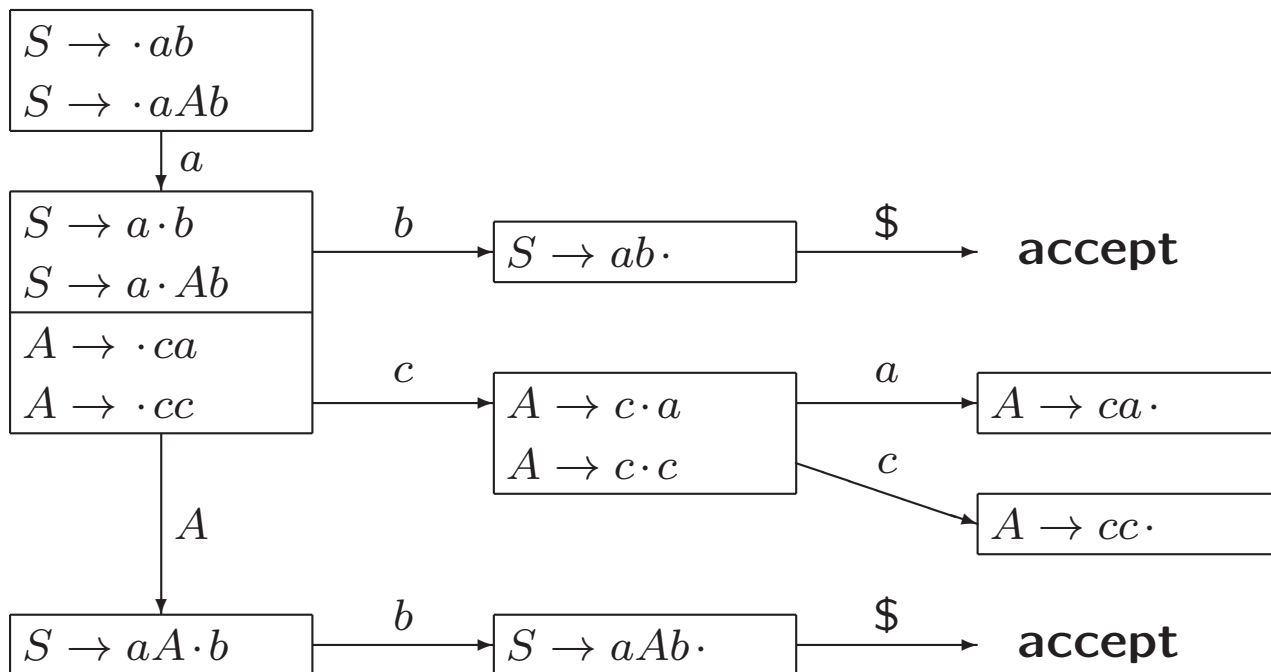 S → · ab
S → · aAb
a
S → a · b
S → a · Ab
b
S → ab ·
$
accept
A → · ca
A → · cc
c
A → c · a
A → c · c
a
A → ca ·
c
A → cc ·
A
S → aA · b
b
S → aAb ·
$
accept